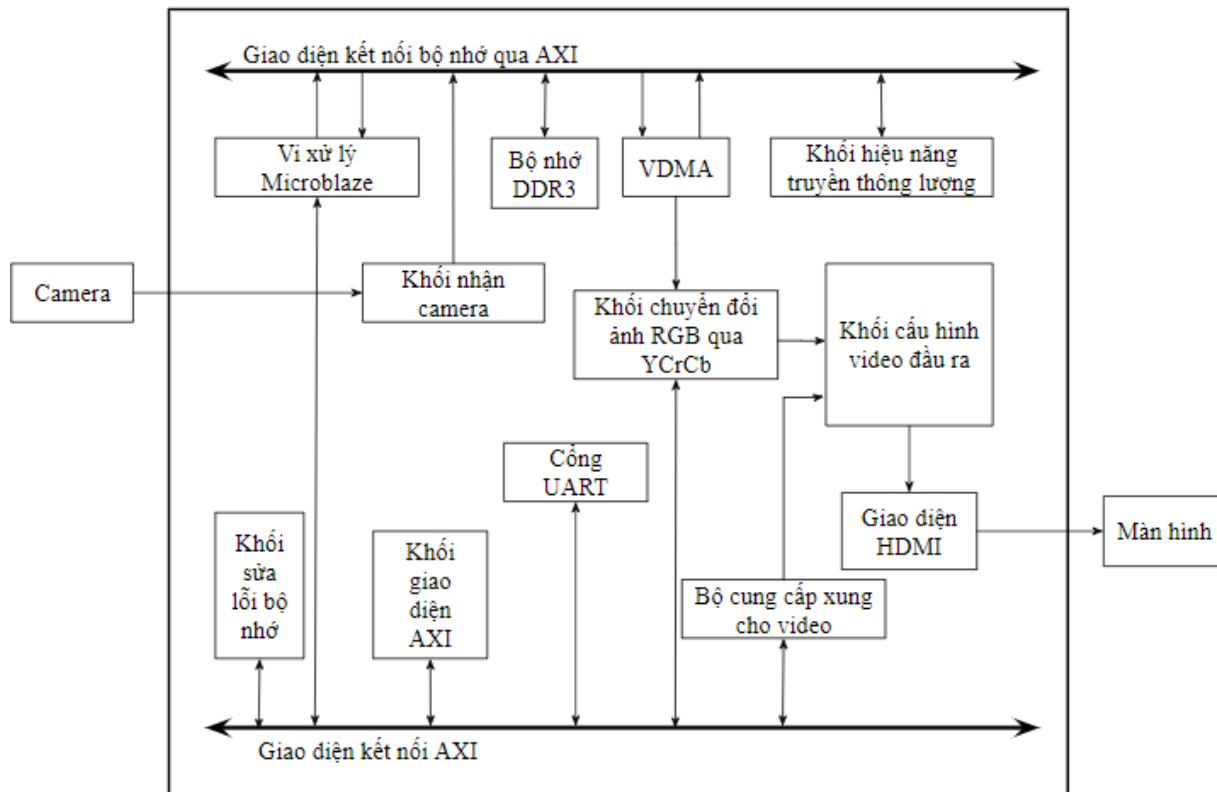 Giao diện kết nối bộ nhớ qua AXI
Vi xử lý
Microblaze
Bộ nhớ
DDR3
VDMA
Khối hiệu năng
truyền thông lượng
Camera
Khối nhận
camera
Khối chuyển đổi
ảnh RGB qua
YCrCb
Khối cấu hình
video đầu ra
Cổng
UART
Giao diện
HDMI
Màn hình
Khối
sửa
lỗi bộ
nhớ
Khối
giao
diện
AXI
Bộ cung cấp xung
cho video
Giao diện kết nối AXI